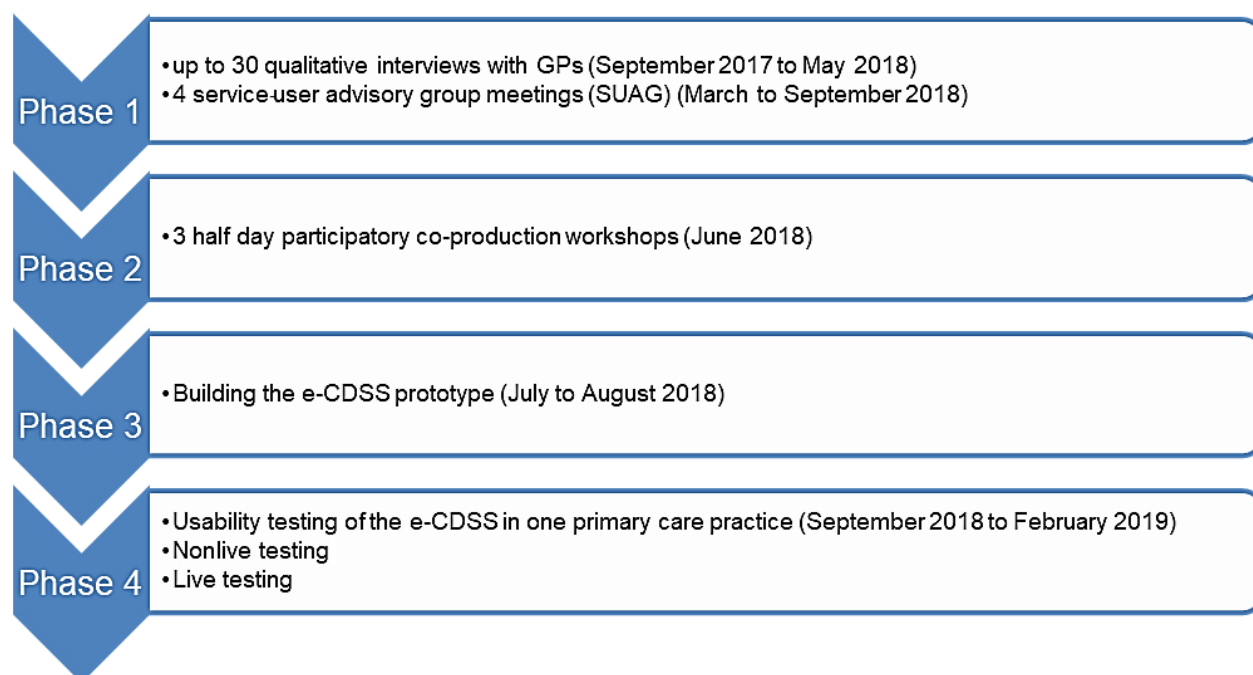 Phase 1
•up to 30 qualitative interviews with GPs (September 2017 to May 2018)
•4 service-user advisory group meetings (SUAG) (March to September 2018)
Phase 2
•3 half day participatory co-production workshops (June 2018)
Phase 3
•Building the e-CDSS prototype (July to August 2018)
Phase 4
•Usability testing of the e-CDSS in one primary care practice (September 2018 to February 2019)
•Nonlive testing
•Live testing